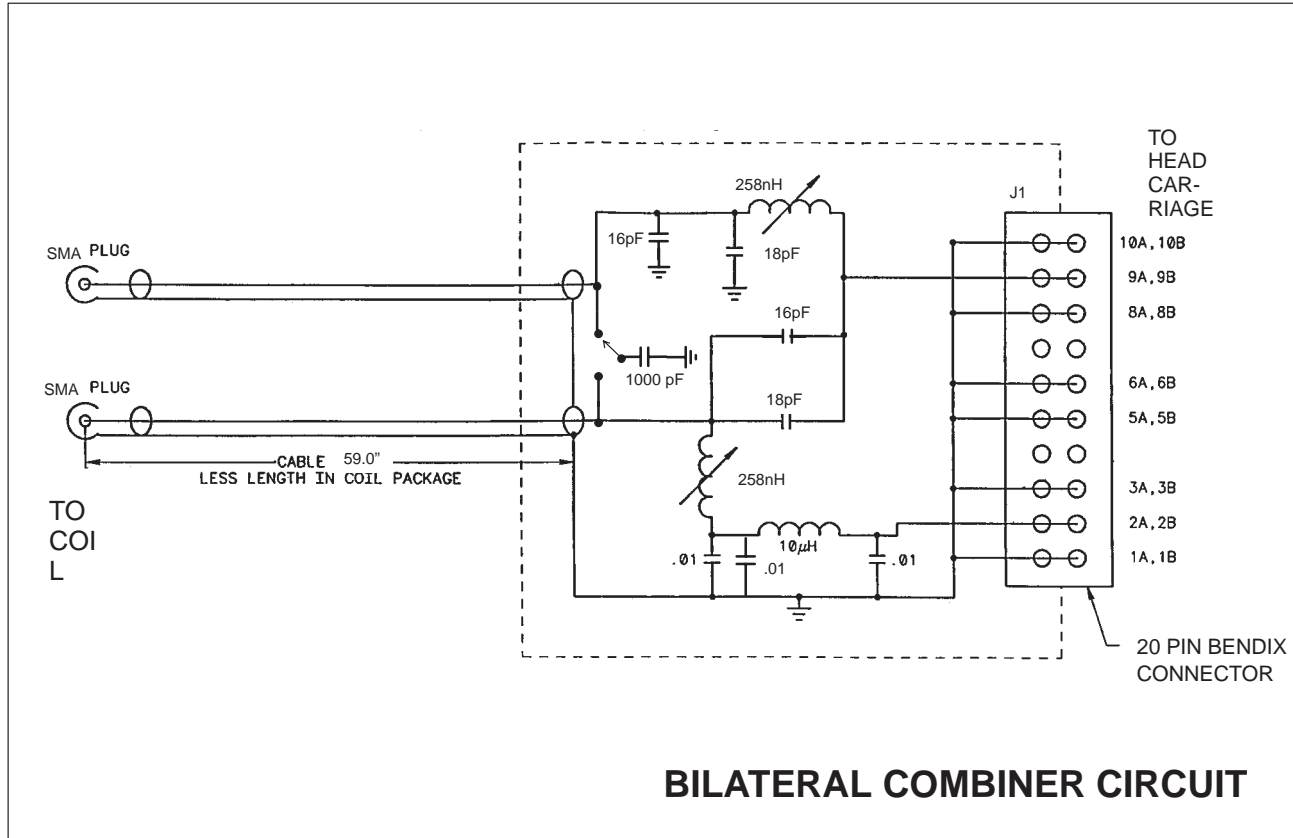 TO
HEAD
CAR-
RIAGE
258nH
J1
16pF
18pF
10A,10B
SMA PLUG
9A,9B
16pF
8A,8B
1000 pF
6A,6B
SMA PLUG
18pF
5A,5B
CABLE 59.0"
LESS LENGTH IN COIL PACKAGE
258nH
3A,3B
TO
COI
L
2A,2B
10µH
.01
.01
.01
1A,1B
20 PIN BENDIX
CONNECTOR
BILATERAL COMBINER CIRCUIT